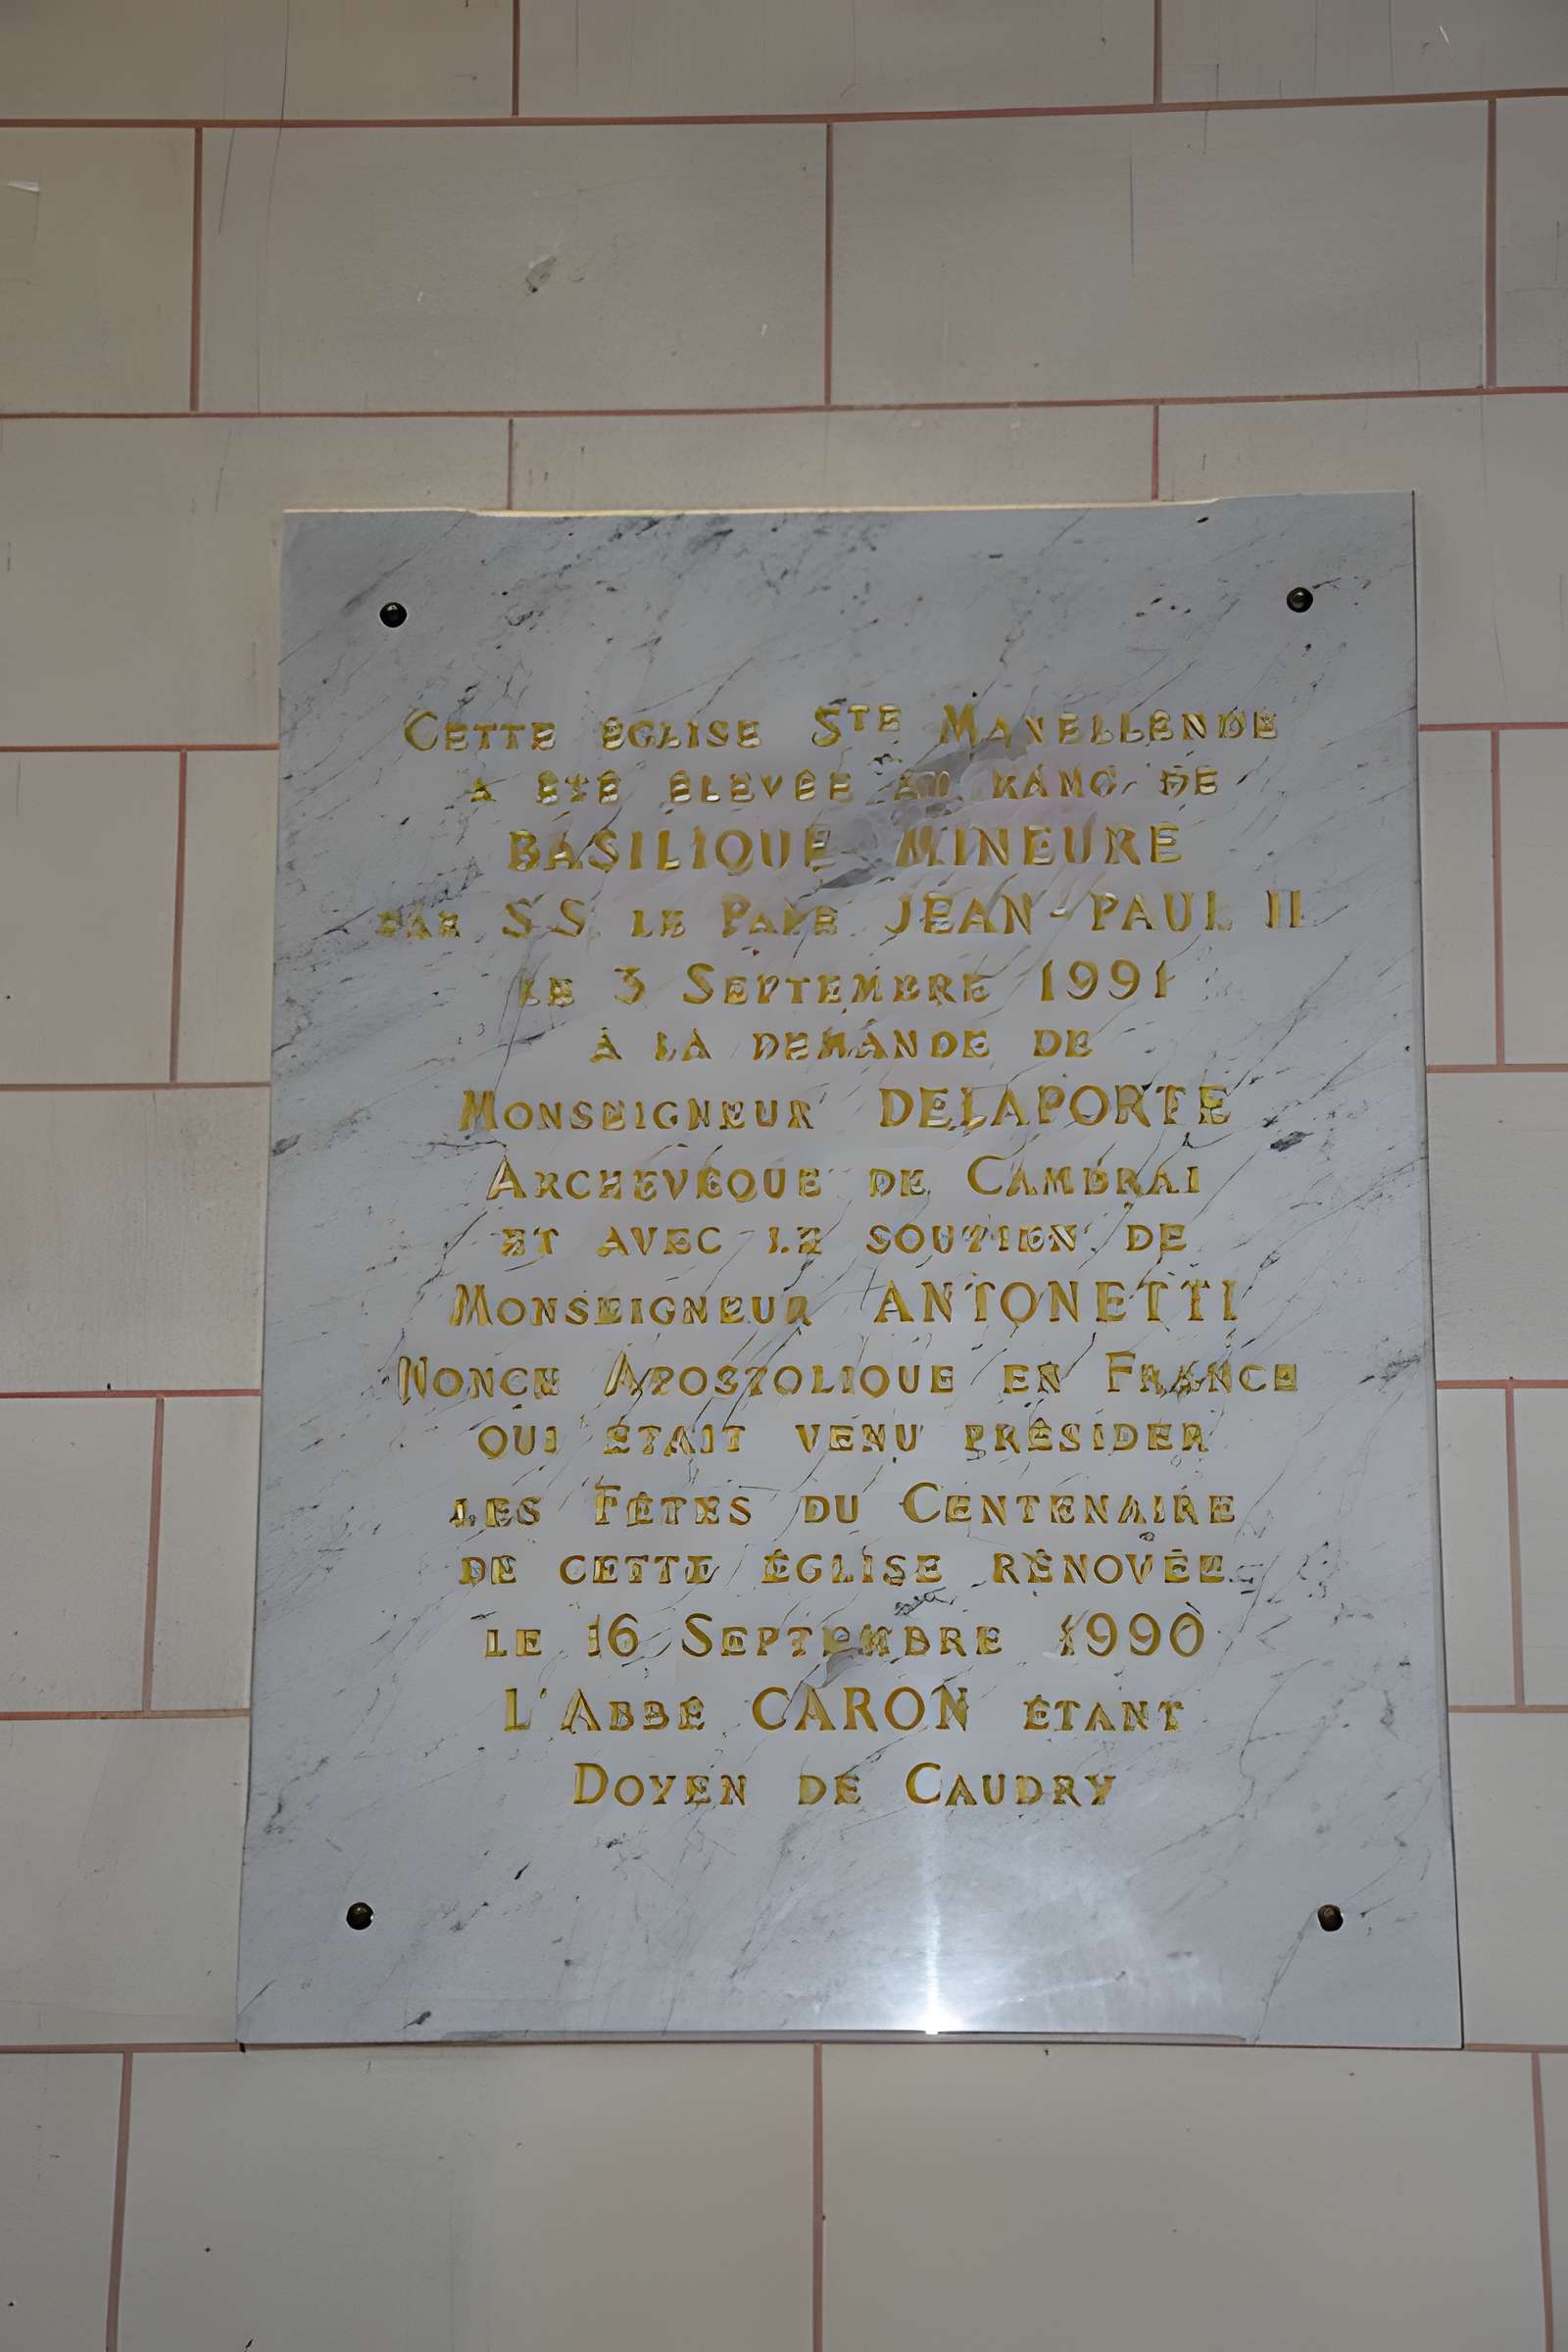 Cette église Ste Maxellende
a été élevée au rang de
BASILIQUE MINEURE
par S.S. le Pape JEAN-PAUL II
le 3 Septembre 1991
à la demande de
Monseigneur DELAPORTE
Archevêque de Cambrai
et avec le soutien de
Monseigneur ANTONETTI
Nonce Apostolique en France
qui était venu présider
les Fêtes du Centenaire
de cette église rénovée
le 16 Septembre 1990
L'Abbé CARON étant
Doyen de Caudry